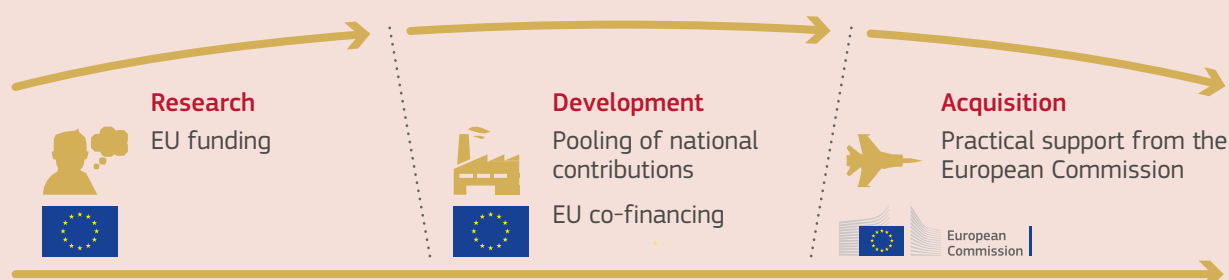 Research
EU funding
Development
Pooling of national
contributions
EU co-financing
Acquisition
Practical support from the
European Commission
European
Commission